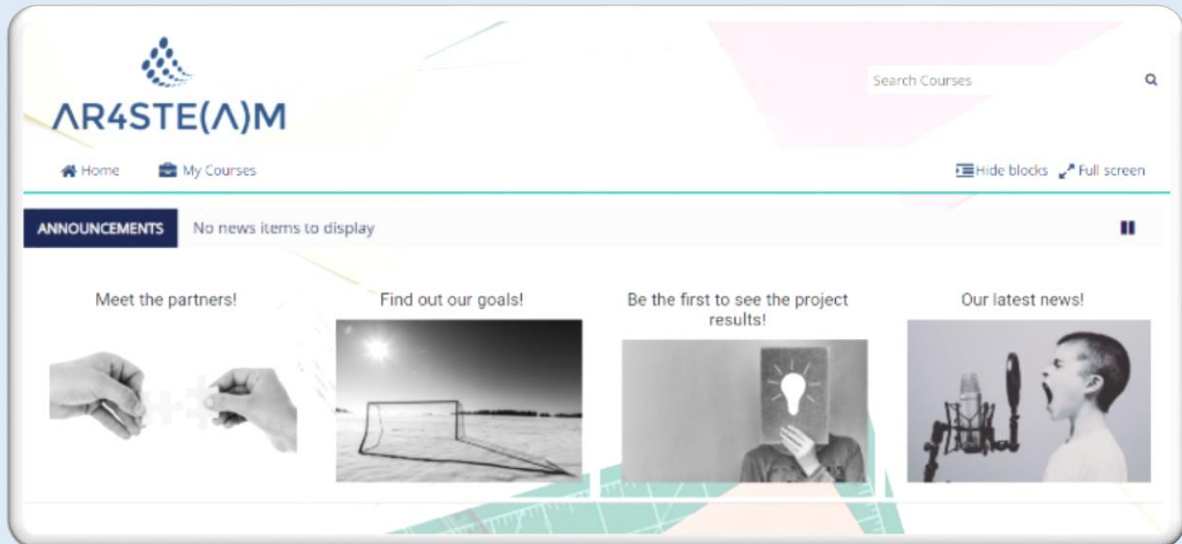 Search Courses
ΛR4STE(Λ)M
Home My Courses Hide blocks Full screen
ANNOUNCEMENTS No news items to display
Meet the partners!
Find out our goals!
Be the first to see the project
results!
Our latest news!